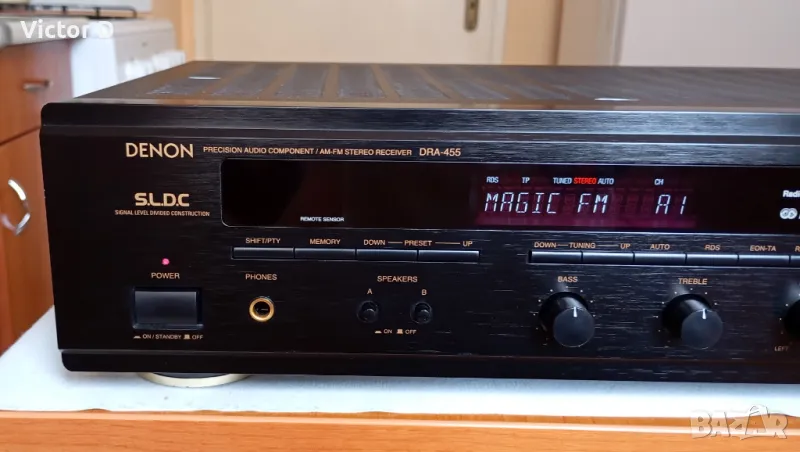 Victor
DENON PRECISION AUDIO COMPONENT / AM-FM STEREO RECEIVER DRA-455
S.L.D.C
SIGNAL LEVEL DIVIDED CONSTRUCTION
RDS TP TUNED STEREO AUTO CH
MAGIC FM A1
REMOTE SENSOR
SHIFT/PTY MEMORY DOWN PRESET UP DOWN TUNING UP AUTO RDS EON-TA
POWER
PHONES
SPEAKERS
A B
BASS
TREBLE
ON / STANDBY OFF
ON OFF
LEFT
BAZAR